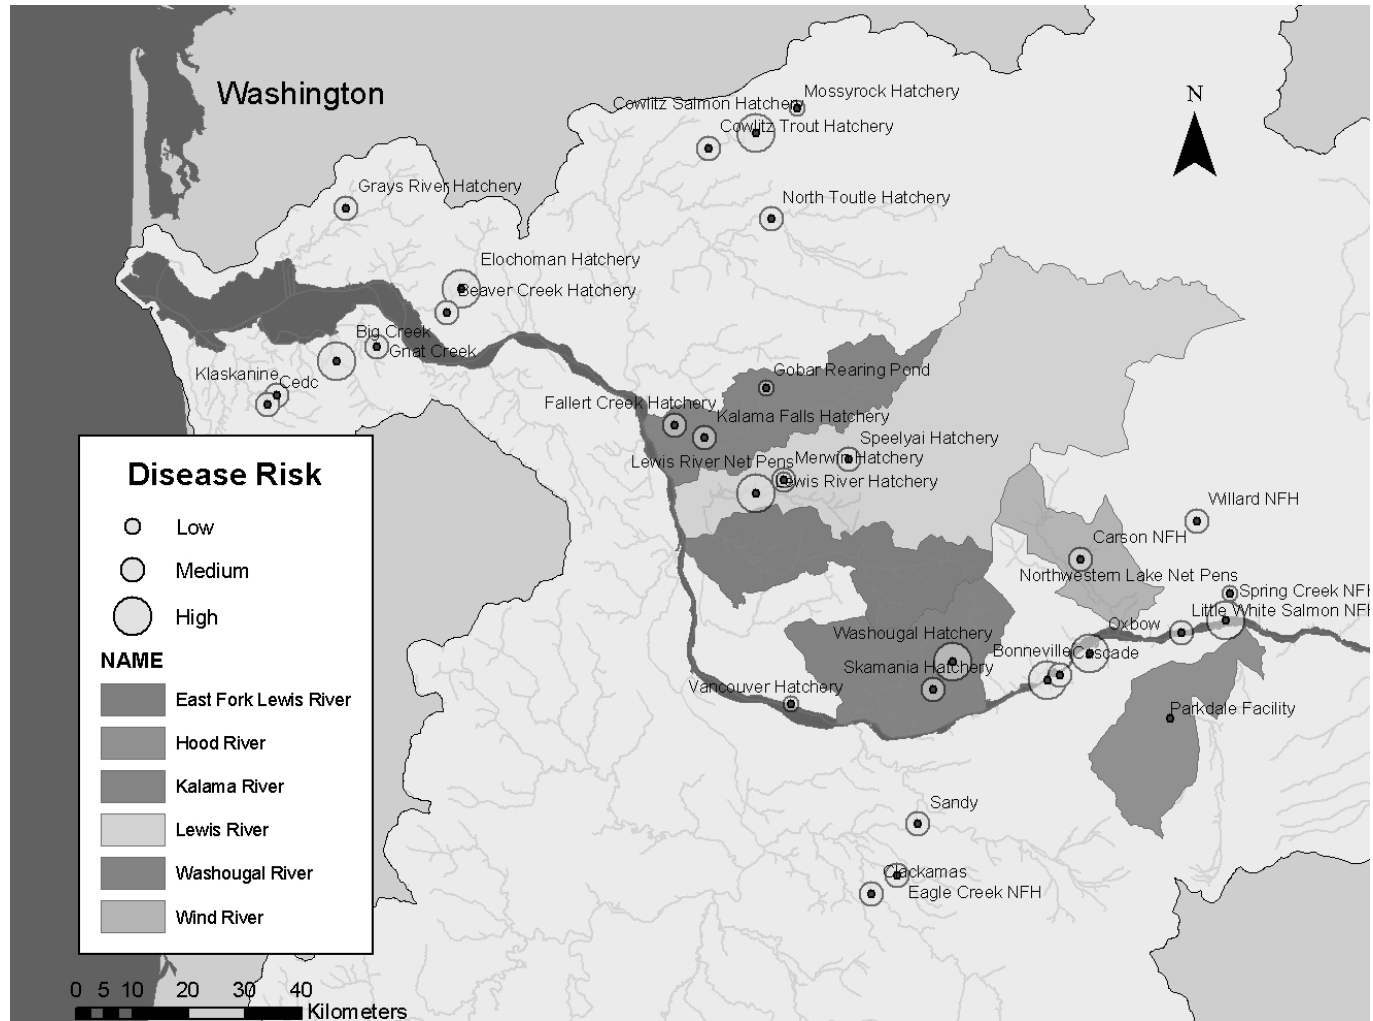 Washington
N
Mossyrock Hatchery
Cowlitz Salmon Hatchery
Cowlitz Trout Hatchery
Grays River Hatchery
North Toutle Hatchery
Elochoman Hatchery
Beaver Creek Hatchery
Big Creek
Gnat Creek
Klaskanine
Cedc
Gobar Rearing Pond
Fallert Creek Hatchery
Kalama Falls Hatchery
Speelyai Hatchery
Lewis River Net Pens
Merwin Hatchery
Lewis River Hatchery
Willard NFH
Carson NFH
Northwestern Lake Net Pens
Spring Creek NFH
Little White Salmon NFH
Oxbow
Washougal Hatchery
Bonneville
Cascade
Skamania Hatchery
Vancouver Hatchery
Parkdale Facility
Sandy
Clackamas
Eagle Creek NFH
Disease Risk
Low
Medium
High
NAME
East Fork Lewis River
Hood River
Kalama River
Lewis River
Washougal River
Wind River
0 5 10 20 30 40
Kilometers